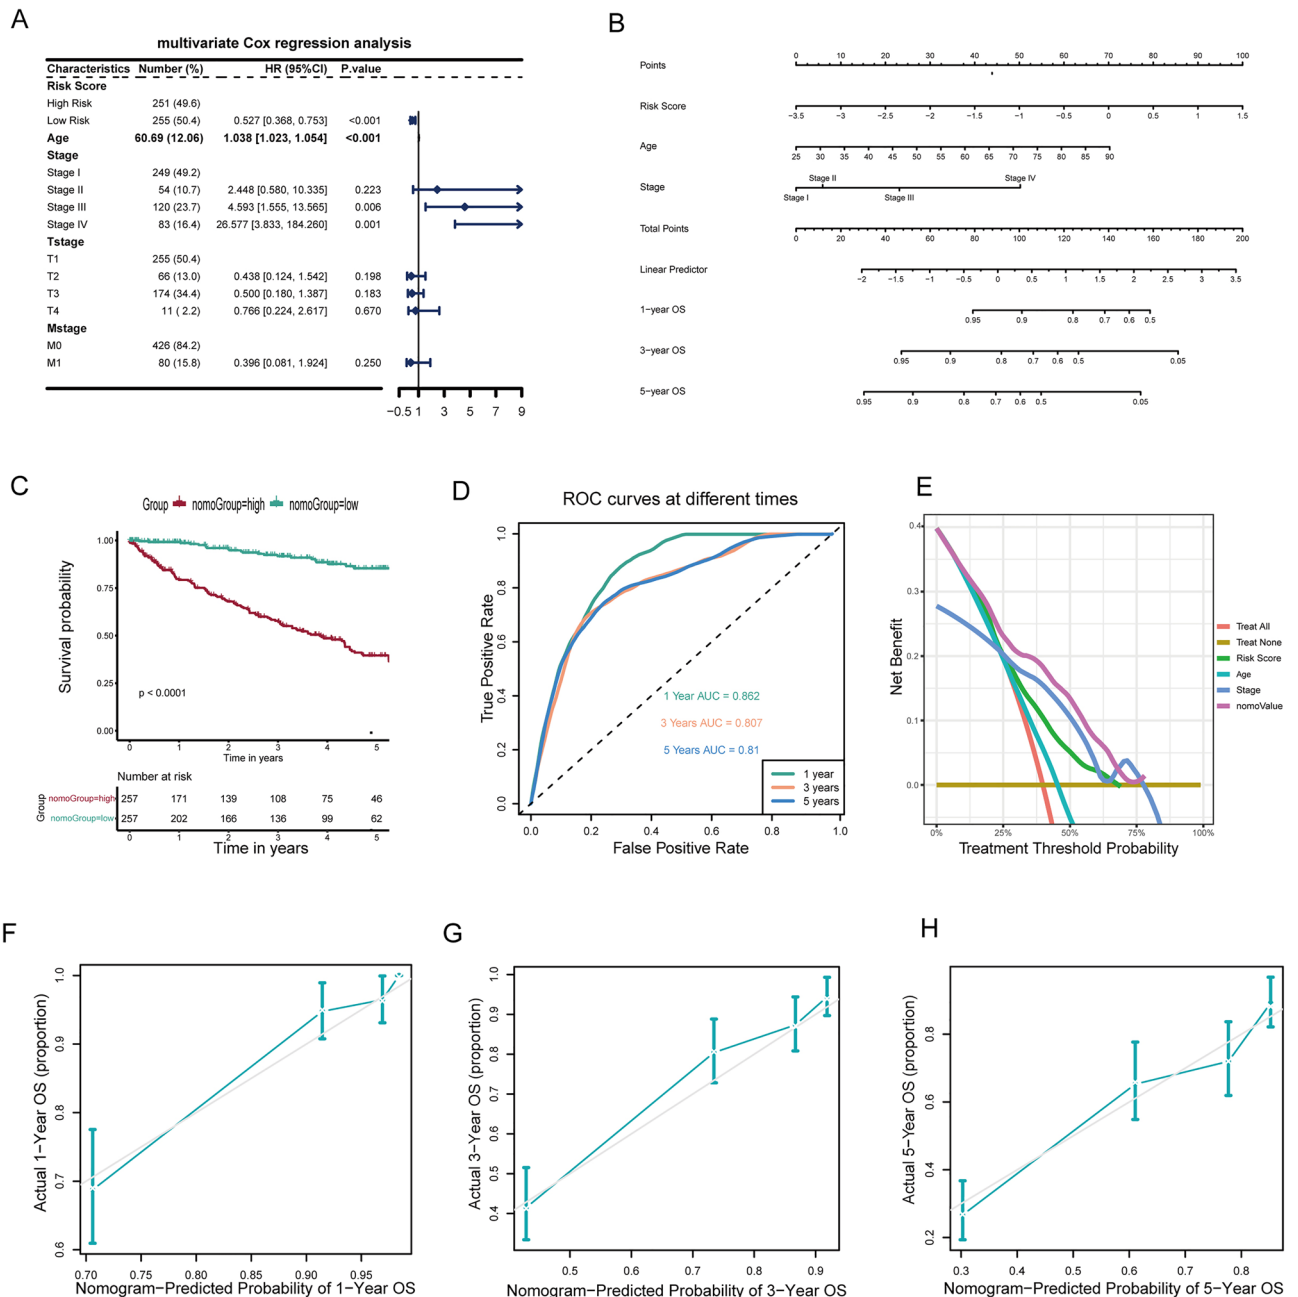 A
multivariate Cox regression analysis
Characteristics Number (%) HR (95%CI) P.value
Risk Score
High Risk 251 (49.6)
Low Risk 255 (50.4) 0.527 [0.368, 0.753] <0.001
Age 60.69 (12.06) 1.038 [1.023, 1.054] <0.001
Stage
Stage I 249 (49.2)
Stage II 54 (10.7) 2.448 [0.580, 10.335] 0.223
Stage III 120 (23.7) 4.593 [1.555, 13.565] 0.006
Stage IV 83 (16.4) 26.577 [3.833, 184.260] 0.001
Tstage
T1 255 (50.4)
T2 66 (13.0) 0.438 [0.124, 1.542] 0.198
T3 174 (34.4) 0.500 [0.180, 1.387] 0.183
T4 11 ( 2.2) 0.766 [0.224, 2.617] 0.670
Mstage
M0 426 (84.2)
M1 80 (15.8) 0.396 [0.081, 1.924] 0.250
−0.5 1 3 5 7 9
B
Points 0 10 20 30 40 50 60 70 80 90 100
Risk Score −3.5 −3 −2.5 −2 −1.5 −1 −0.5 0 0.5 1 1.5
Age 25 30 35 40 45 50 55 60 65 70 75 80 85 90
Stage II Stage IV
Stage
Stage I Stage III
Total Points 0 20 40 60 80 100 120 140 160 180 200
Linear Predictor −2 −1.5 −1 −0.5 0 0.5 1 1.5 2 2.5 3 3.5
1−year OS 0.95 0.9 0.8 0.7 0.6 0.5
3−year OS 0.95 0.9 0.8 0.7 0.6 0.5 0.05
5−year OS 0.95 0.9 0.8 0.7 0.6 0.5 0.05
C
Group nomoGroup=high nomoGroup=low
Survival probability
1.00
0.75
0.50
0.25
0.00
p < 0.0001
0 1 2 3 4 5
Time in years
Number at risk
Group
nomoGroup=high 257 171 139 108 75 46
nomoGroup=low 257 202 166 136 99 62
0 1 2 3 4 5
Time in years
D
ROC curves at different times
True Positive Rate
1.0
0.8
0.6
0.4
0.2
0.0
1 Year AUC = 0.862
3 Years AUC = 0.807
5 Years AUC = 0.81
1 year
3 years
5 years
0.0 0.2 0.4 0.6 0.8 1.0
False Positive Rate
E
Net Benefit
0.4
0.3
0.2
0.1
0.0
0% 25% 50% 75% 100%
Treatment Threshold Probability
Treat All
Treat None
Risk Score
Age
Stage
nomoValue
F
Actual 1−Year OS (proportion)
1.0
0.9
0.8
0.7
0.6
0.70 0.75 0.80 0.85 0.90 0.95
Nomogram−Predicted Probability of 1−Year OS
G
Actual 3−Year OS (proportion)
1.0
0.9
0.8
0.7
0.6
0.5
0.4
0.5 0.6 0.7 0.8 0.9
Nomogram−Predicted Probability of 3−Year OS
H
Actual 5−Year OS (proportion)
0.8
0.6
0.4
0.2
0.3 0.4 0.5 0.6 0.7 0.8
Nomogram−Predicted Probability of 5−Year OS